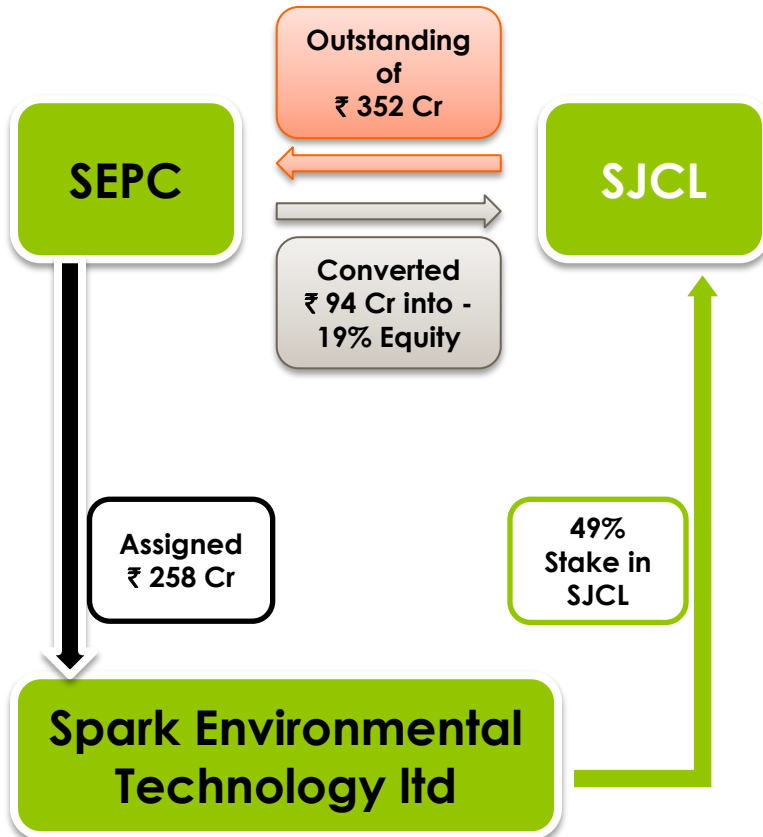 Outstanding
of
₹ 352 Cr
SEPC
SJCL
Converted
₹ 94 Cr into -
19% Equity
Assigned
₹ 258 Cr
49%
Stake in
SJCL
Spark Environmental
Technology ltd